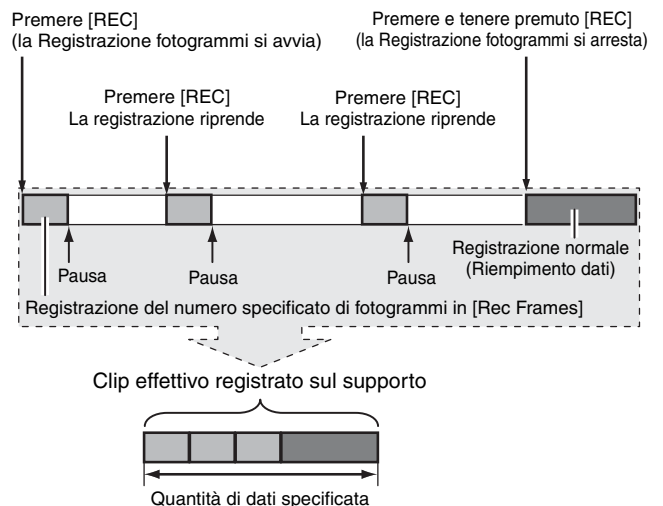 Premere [REC]
(la Registrazione fotogrammi si avvia)
Premere e tenere premuto [REC]
(la Registrazione fotogrammi si arresta)
Premere [REC]
La registrazione riprende
Premere [REC]
La registrazione riprende
Pausa
Pausa
Pausa
Registrazione normale
(Riempimento dati)
Registrazione del numero specificato di fotogrammi in [Rec Frames]
Clip effettivo registrato sul supporto
Quantità di dati specificata